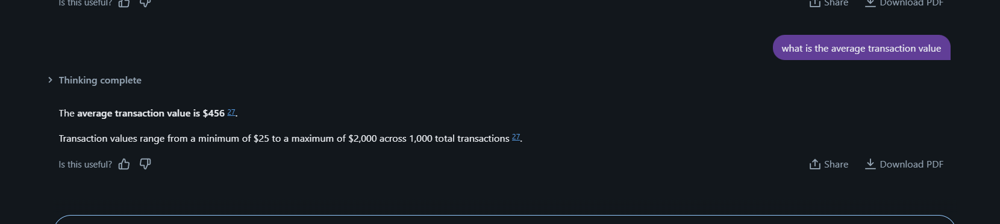 Is this useful? Share Download PDF
what is the average transaction value
Thinking complete
The average transaction value is $456 27.
Transaction values range from a minimum of $25 to a maximum of $2,000 across 1,000 total transactions 27.
Is this useful? Share Download PDF